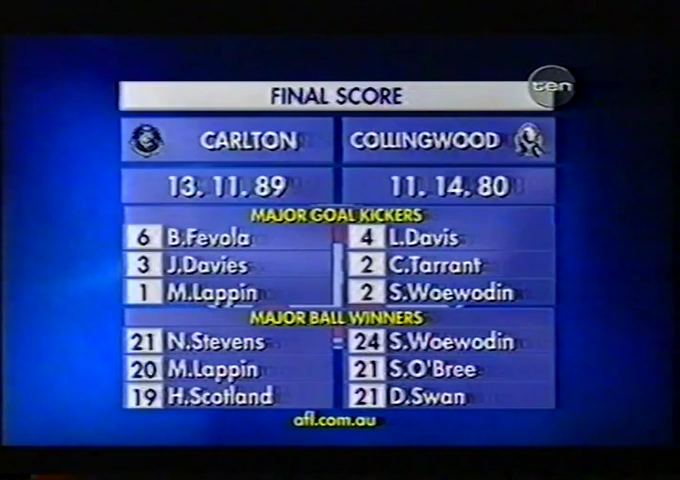 FINAL SCORE
ten
CARLTON COLLINGWOOD
13. 11. 89 11. 14. 80
MAJOR GOAL KICKERS
6 B.Fevola 4 L.Davis
3 J.Davies 2 C.Tarrant
1 M.Lappin 2 S.Woewodin
MAJOR BALL WINNERS
21 N.Stevens 24 S.Woewodin
20 M.Lappin 21 S.O'Bree
19 H.Scotland 21 D.Swan
afl.com.au